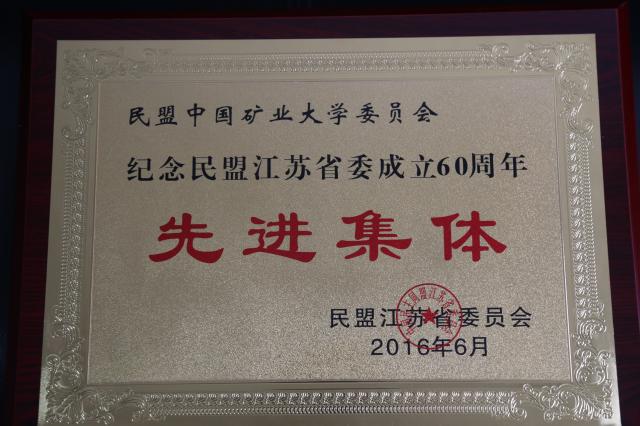 民盟中国矿业大学委员会
纪念民盟江苏省委成立60周年
先进集体
民盟江苏省委员会
2016年6月